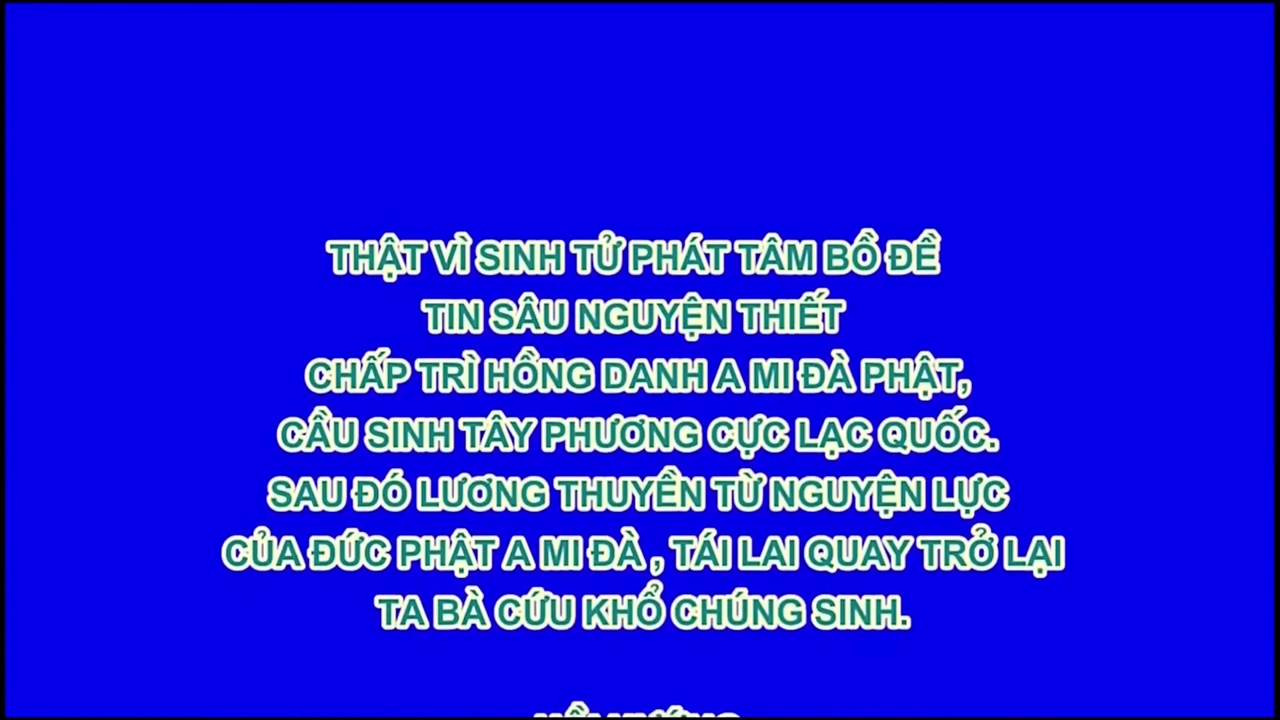 THẬT VÌ SINH TỬ PHÁT TÂM BỒ ĐỀ
TIN SÂU NGUYỆN THIẾT
CHẤP TRÌ HỒNG DANH A MI ĐÀ PHẬT,
CẦU SINH TÂY PHƯƠNG CỰC LẠC QUỐC.
SAU ĐÓ LƯƠNG THUYỀN TỪ NGUYỆN LỰC
CỦA ĐỨC PHẬT A MI ĐÀ , TÁI LAI QUAY TRỞ LẠI
TA BÀ CỨU KHỔ CHÚNG SINH.